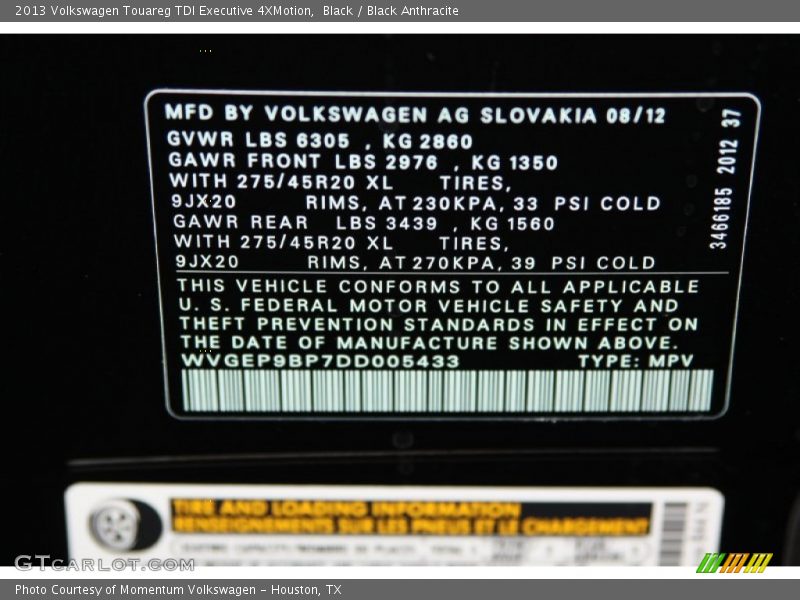 2013 Volkswagen Touareg TDI Executive 4XMotion,  Black / Black Anthracite
MFD BY VOLKSWAGEN AG SLOVAKIA 08/12
GVWR LBS 6305 , KG 2860
GAWR FRONT LBS 2976 , KG 1350
WITH 275/45R20 XL TIRES,
9JX20 RIMS, AT 230KPA, 33 PSI COLD
GAWR REAR LBS 3439 , KG 1560
WITH 275/45R20 XL TIRES,
9JX20 RIMS, AT 270KPA, 39 PSI COLD
THIS VEHICLE CONFORMS TO ALL APPLICABLE
U. S. FEDERAL MOTOR VEHICLE SAFETY AND
THEFT PREVENTION STANDARDS IN EFFECT ON
THE DATE OF MANUFACTURE SHOWN ABOVE.
WVGEP9BP7DD005433 TYPE: MPV
3466185 2012 37
TIRE AND LOADING INFORMATION
RENSEIGNEMENTS SUR LES PNEUS ET LE CHARGEMENT
GTCARLOT.COM
Photo Courtesy of Momentum Volkswagen - Houston, TX